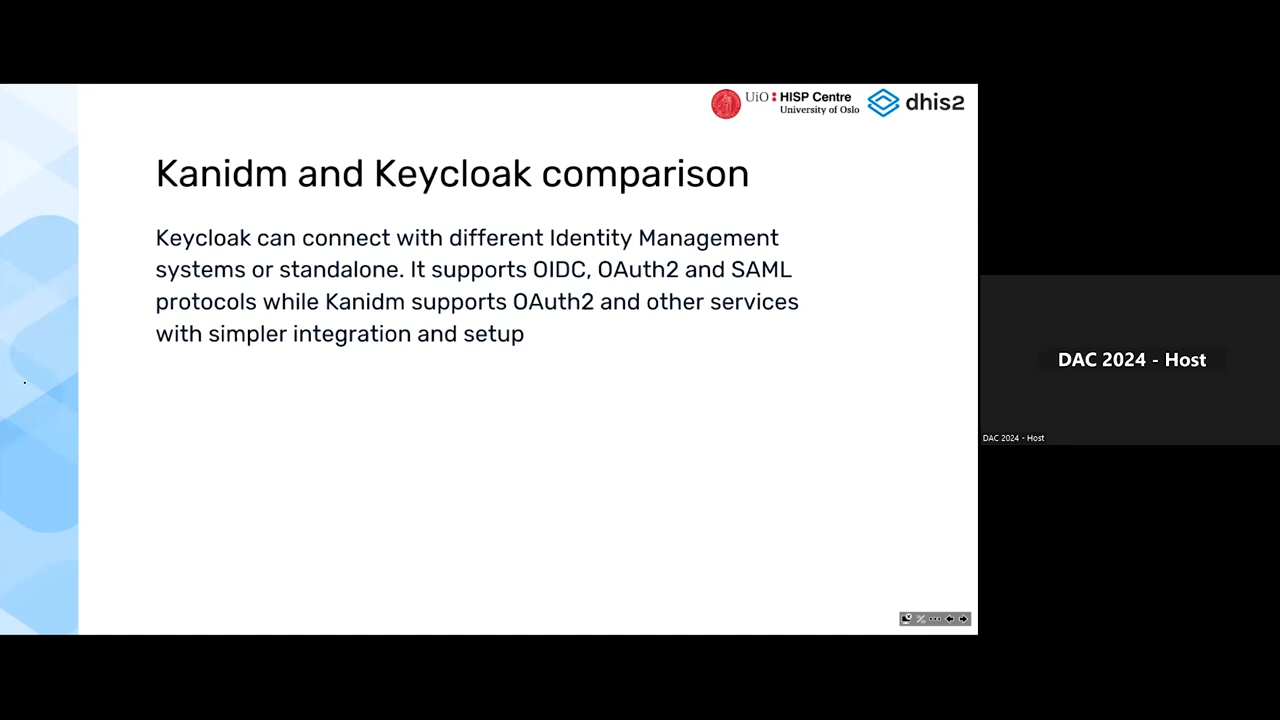 UiO : HISP Centre
University of Oslo
dhis2
Kanidm and Keycloak comparison
Keycloak can connect with different Identity Management
systems or standalone. It supports OIDC, OAuth2 and SAML
protocols while Kanidm supports OAuth2 and other services
with simpler integration and setup
DAC 2024 - Host
DAC 2024 - Host